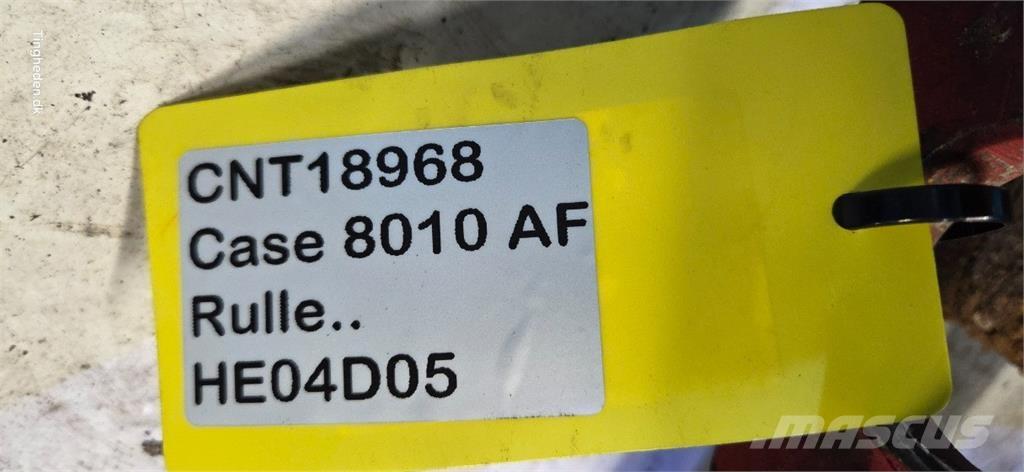 Tingheden.dk
CNT18968
Case 8010 AF
Rulle..
HE04D05
MASCUS